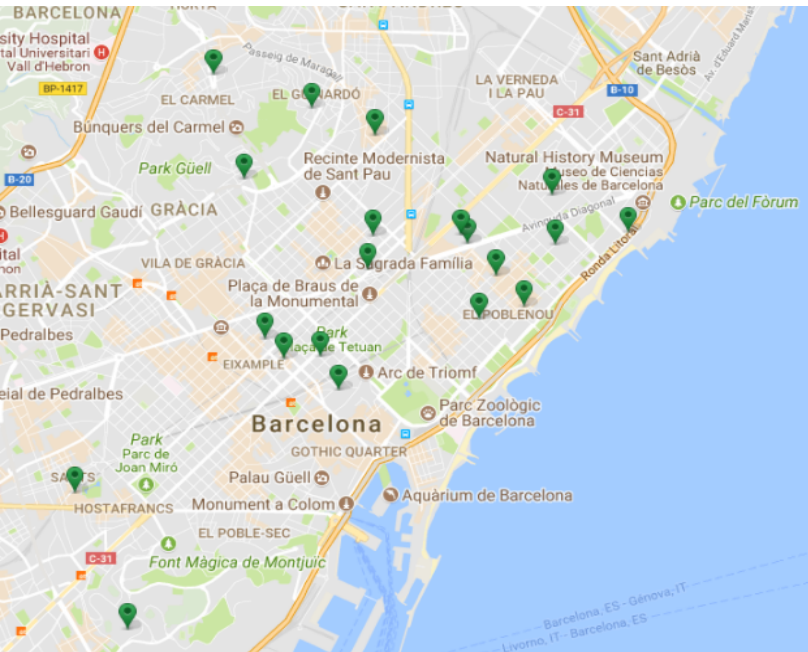 BARCELONA
sity Hospital
tal Universitari
Vall d'Hebron
H
BP-1417
Passeig de Maragall
Sant Adrià
de Besòs
LA VERNEDA
I LA PAU
B-10
C-31
EL CARMEL
Búnquers del Carmel
Park Güell
Recinte Modernista
de Sant Pau
Natural History Museum
Museo de Ciencias
Naturales de Barcelona
B-20
Bellesguard Gaudí
GRÀCIA
Avinguda Diagonal
Parc del Fòrum
H
ital
Ronda Litoral
VILA DE GRÀCIA
La Sagrada Família
ARRIÀ-SANT
GERVASI
Plaça de Braus de
la Monumental
Pedralbes
EL POBLENOU
Park
Plaça de Tetuan
EIXAMPLE
Arc de Triomf
eial de Pedralbes
Parc Zoològic
de Barcelona
Barcelona
GOTHIC QUARTER
Park
Parc de
Joan Miró
Palau Güell
SANTS
HOSTAFRANCS
Monument a Colom
Aquàrium de Barcelona
EL POBLE-SEC
C-31
Font Màgica de Montjuïc
Barcelona, ES - Génova, IT
Livorno, IT - Barcelona, ES